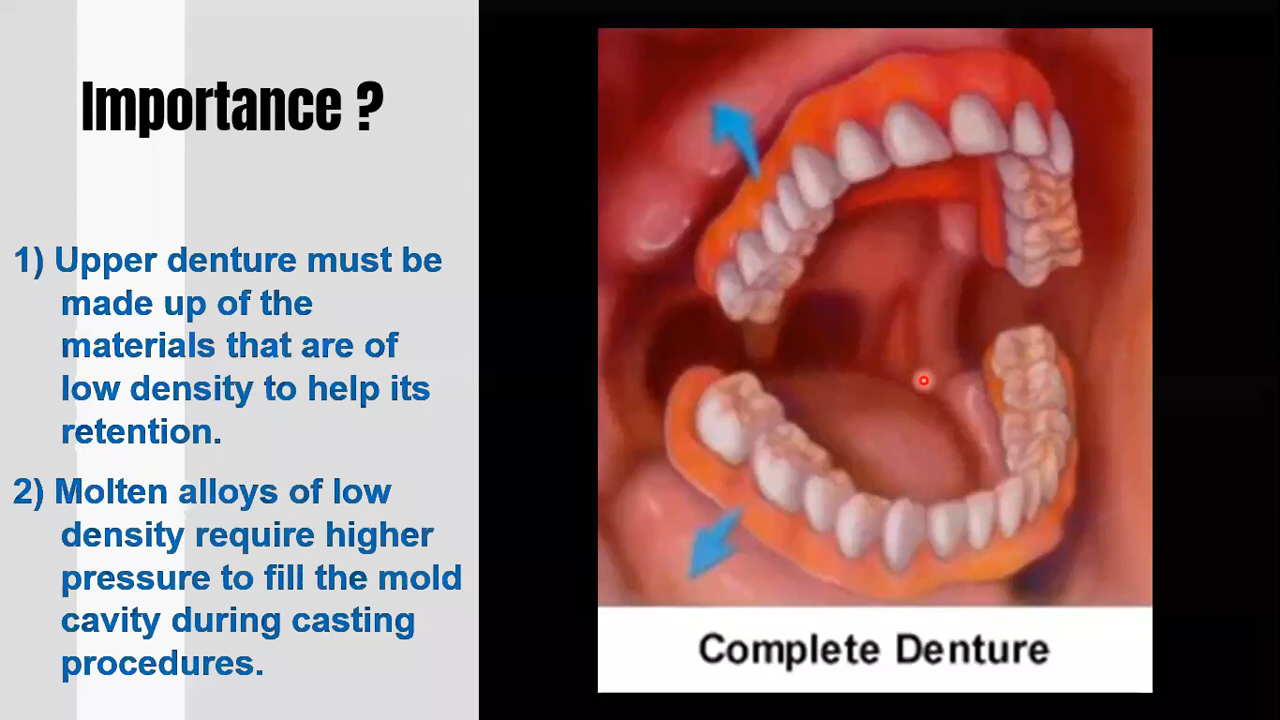 Importance ?
1) Upper denture must be
made up of the
materials that are of
low density to help its
retention.
2) Molten alloys of low
density require higher
pressure to fill the mold
cavity during casting
procedures.
Complete Denture